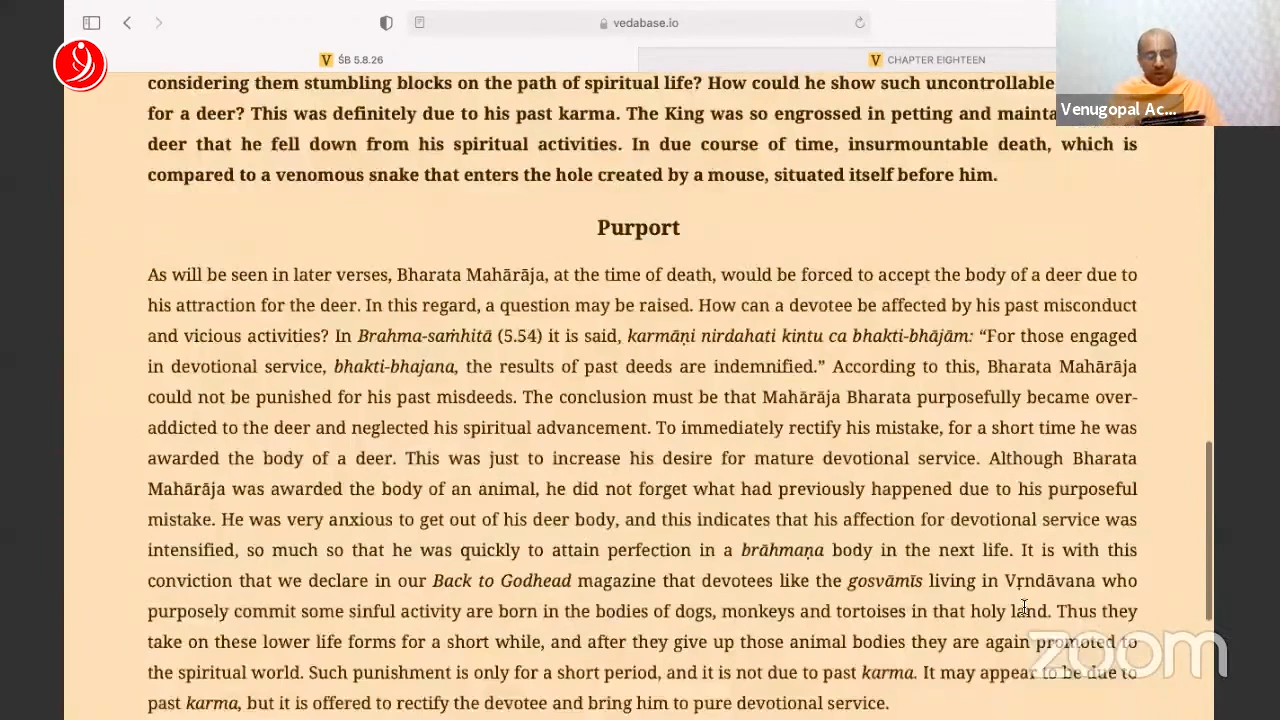 vedabase.io
ŚB 5.8.26
CHAPTER EIGHTEEN
Venugopal Ac...
considering them stumbling blocks on the path of spiritual life? How could he show such uncontrollable
for a deer? This was definitely due to his past karma. The King was so engrossed in petting and
deer that he fell down from his spiritual activities. In due course of time, insurmountable death, which is
compared to a venomous snake that enters the hole created by a mouse, situated itself before him.
Purport
As will be seen in later verses, Bharata Mahārāja, at the time of death, would be forced to accept the body of a deer due to
his attraction for the deer. In this regard, a question may be raised. How can a devotee be affected by his past misconduct
and vicious activities? In Brahma-saṁhitā (5.54) it is said, karmāṇi nirdahati kintu ca bhakti-bhājām: “For those engaged
in devotional service, bhakti-bhajana, the results of past deeds are indemnified.” According to this, Bharata Mahārāja
could not be punished for his past misdeeds. The conclusion must be that Mahārāja Bharata purposefully became over-
addicted to the deer and neglected his spiritual advancement. To immediately rectify his mistake, for a short time he was
awarded the body of a deer. This was just to increase his desire for mature devotional service. Although Bharata
Mahārāja was awarded the body of an animal, he did not forget what had previously happened due to his purposeful
mistake. He was very anxious to get out of his deer body, and this indicates that his affection for devotional service was
intensified, so much so that he was quickly to attain perfection in a brāhmaṇa body in the next life. It is with this
conviction that we declare in our Back to Godhead magazine that devotees like the gosvāmīs living in Vṛndāvana who
purposely commit some sinful activity are born in the bodies of dogs, monkeys and tortoises in that holy land. Thus they
take on these lower life forms for a short while, and after they give up those animal bodies they are again promoted to
the spiritual world. Such punishment is only for a short period, and it is not due to past karma. It may appear to be due to
past karma, but it is offered to rectify the devotee and bring him to pure devotional service.
zoom